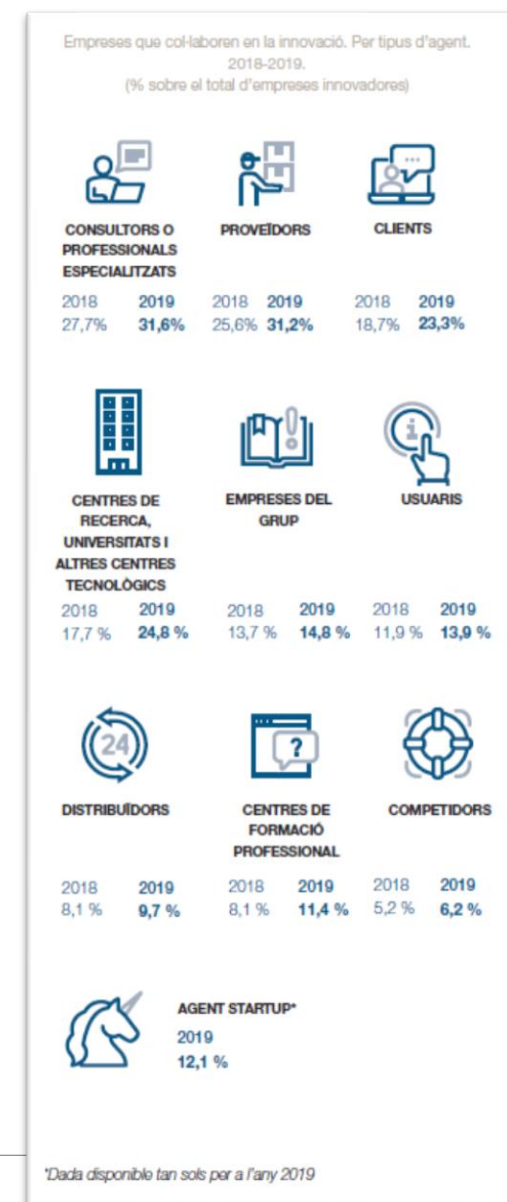 Empreses que col·laboren en la innovació. Per tipus d'agent.
2018-2019.
(% sobre el total d'empreses innovadores)
CONSULTORS O
PROFESSIONALS
ESPECIALITZATS
2018 2019
27,7% 31,6%
PROVEÏDORS
2018 2019
25,6% 31,2%
CLIENTS
2018 2019
18,7% 23,3%
CENTRES DE
RECERCA,
UNIVERSITATS I
ALTRES CENTRES
TECNOLÒGICS
2018 2019
17,7 % 24,8 %
EMPRESES DEL
GRUP
2018 2019
13,7 % 14,8 %
USUARIS
2018 2019
11,9 % 13,9 %
24
DISTRIBUÏDORS
2018 2019
8,1 % 9,7 %
?
CENTRES DE
FORMACIÓ
PROFESSIONAL
2018 2019
8,1 % 11,4 %
COMPETIDORS
2018 2019
5,2 % 6,2 %
AGENT STARTUP*
2019
12,1 %
*Dada disponible tan sols per a l'any 2019